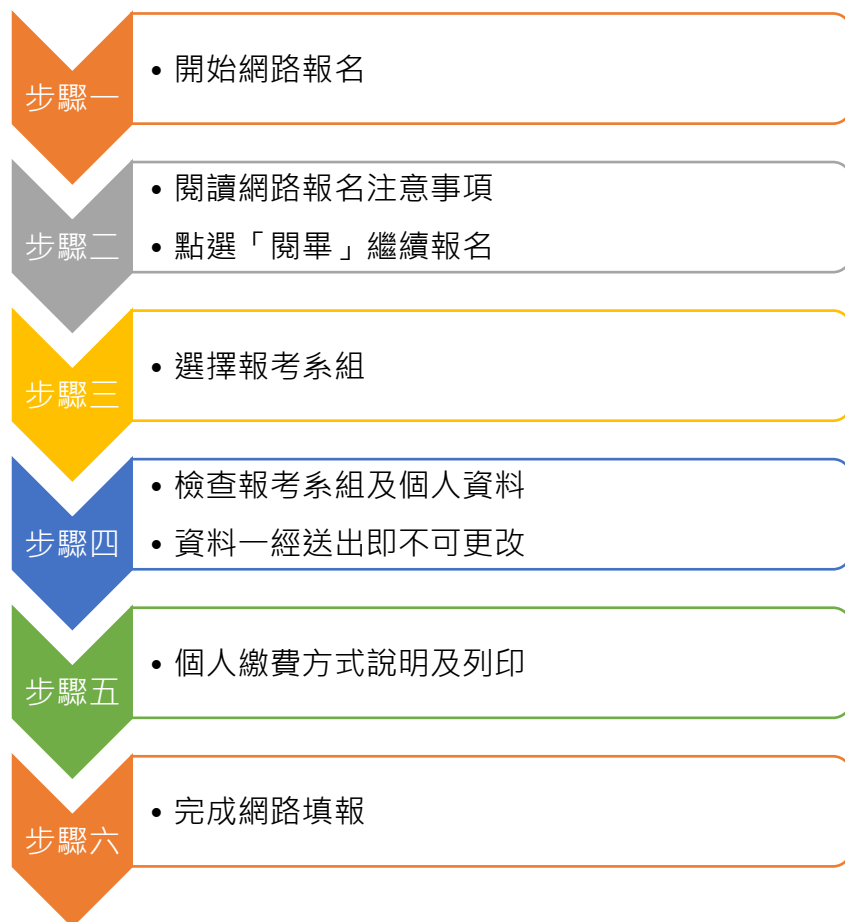 步驟一
• 開始網路報名
步驟二
• 閱讀網路報名注意事項
• 點選「閱畢」繼續報名
步驟三
• 選擇報考系組
步驟四
• 檢查報考系組及個人資料
• 資料一經送出即不可更改
步驟五
• 個人繳費方式說明及列印
步驟六
• 完成網路填報